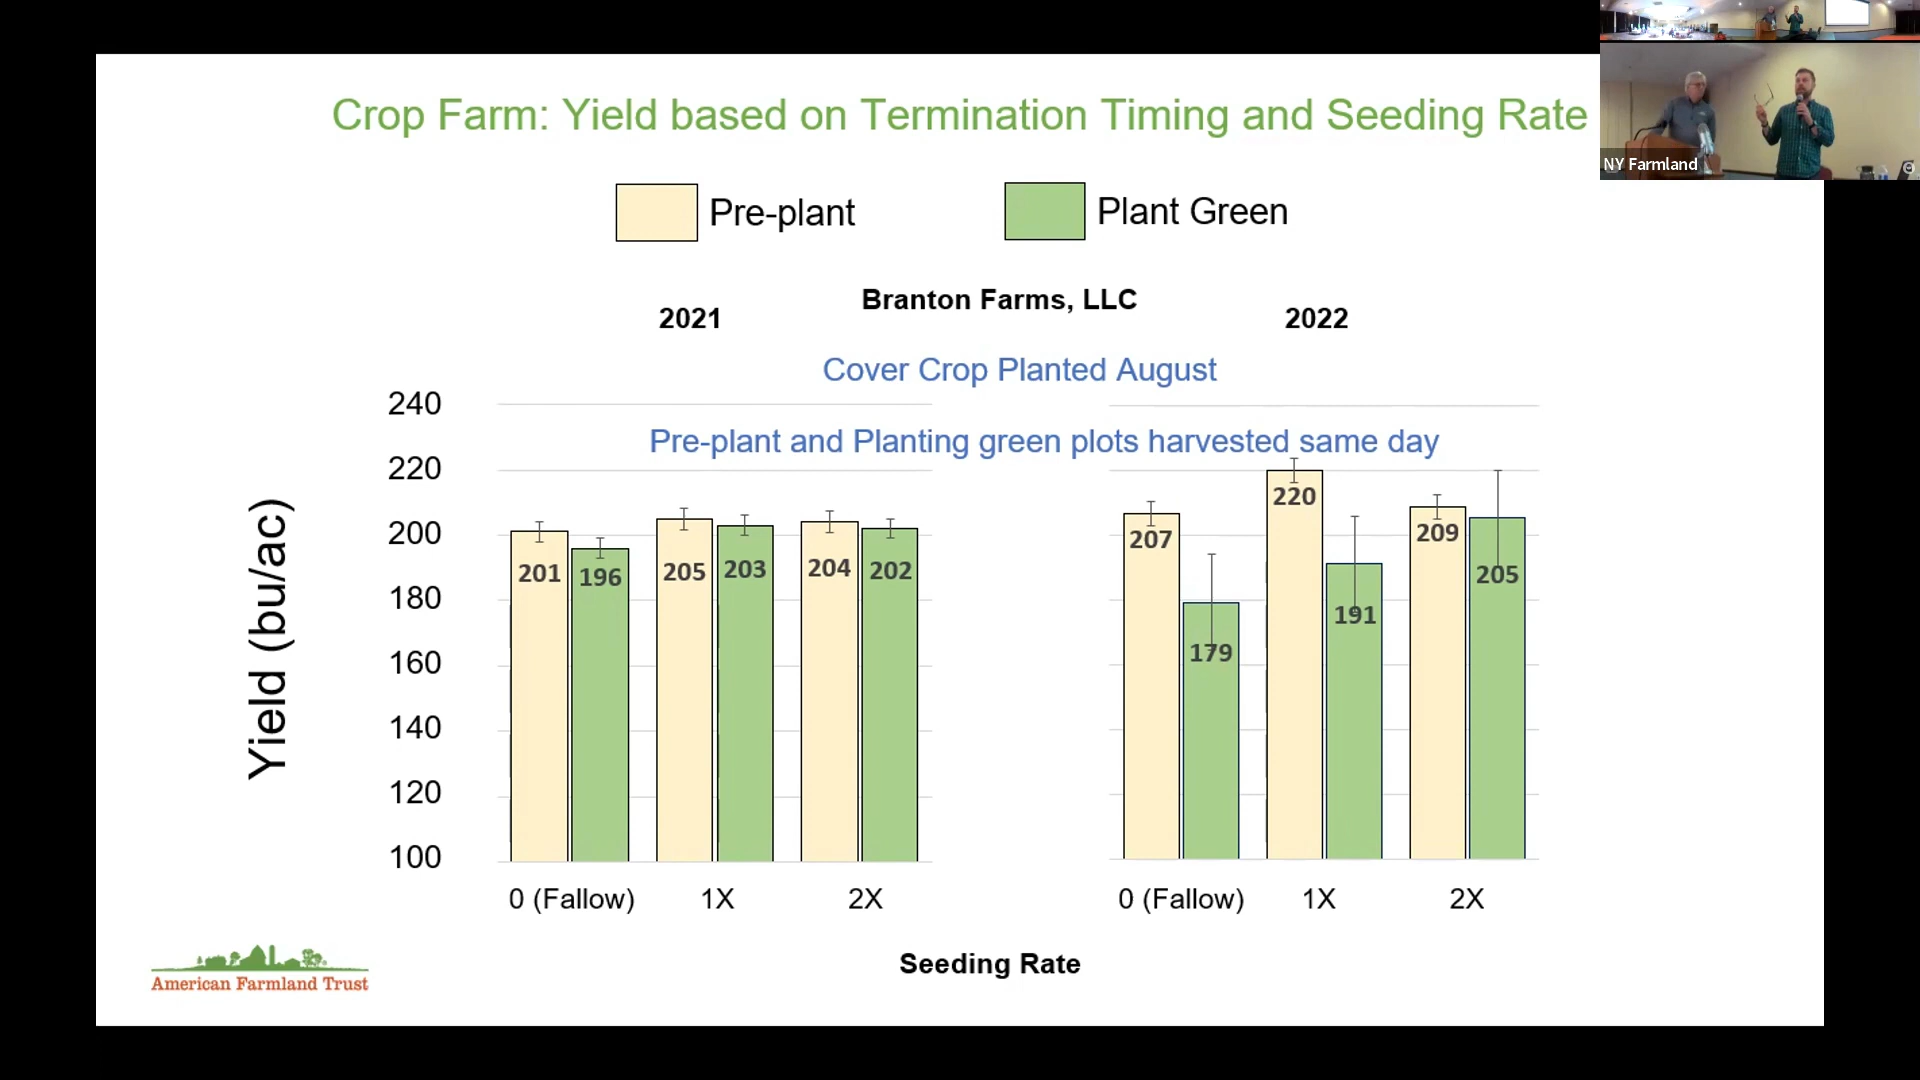 Crop Farm: Yield based on Termination Timing and Seeding Rate
NY Farmland
Pre-plant
Plant Green
Branton Farms, LLC
2021
2022
Cover Crop Planted August
Pre-plant and Planting green plots harvested same day
Yield (bu/ac)
240
220
200
180
160
140
120
100
201
196
205
203
204
202
207
179
220
191
209
205
0 (Fallow)
1X
2X
0 (Fallow)
1X
2X
Seeding Rate
American Farmland Trust